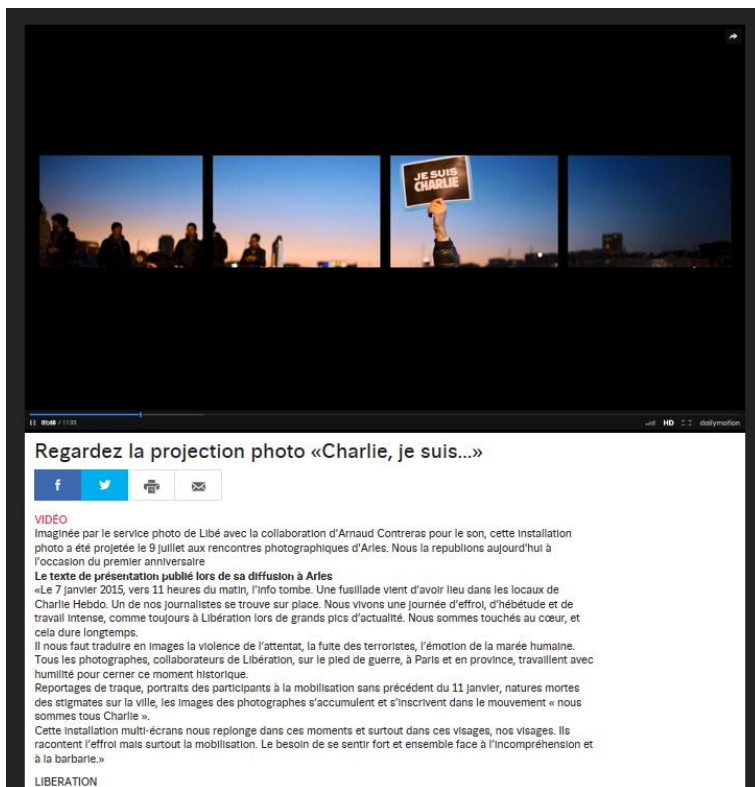 JE SUIS
CHARLIE
01:48 / 11:33
HD
dailymotion
Regardez la projection photo «Charlie, je suis...»
VIDÉO
Imaginée par le service photo de Libé avec la collaboration d'Arnaud Contreras pour le son, cette installation
photo a été projetée le 9 juillet aux rencontres photographiques d'Arles. Nous la republions aujourd'hui à
l'occasion du premier anniversaire
Le texte de présentation publié lors de sa diffusion à Arles
«Le 7 janvier 2015, vers 11 heures du matin, l'info tombe. Une fusillade vient d'avoir lieu dans les locaux de
Charlie Hebdo. Un de nos journalistes se trouve sur place. Nous vivons une journée d'effroi, d'hébétude et de
travail intense, comme toujours à Libération lors de grands pics d'actualité. Nous sommes touchés au cœur, et
cela dure longtemps.
Il nous faut traduire en images la violence de l'attentat, la fuite des terroristes, l'émotion de la marée humaine.
Tous les photographes, collaborateurs de Libération, sur le pied de guerre, à Paris et en province, travaillent avec
humilité pour cerner ce moment historique.
Reportages de traque, portraits des participants à la mobilisation sans précédent du 11 janvier, natures mortes
des stigmates sur la ville, les images des photographes s'accumulent et s'inscrivent dans le mouvement « nous
sommes tous Charlie ».
Cette installation multi-écrans nous replonge dans ces moments et surtout dans ces visages, nos visages. Ils
racontent l'effroi mais surtout la mobilisation. Le besoin de se sentir fort et ensemble face à l'incompréhension et
à la barbarie.»
LIBERATION